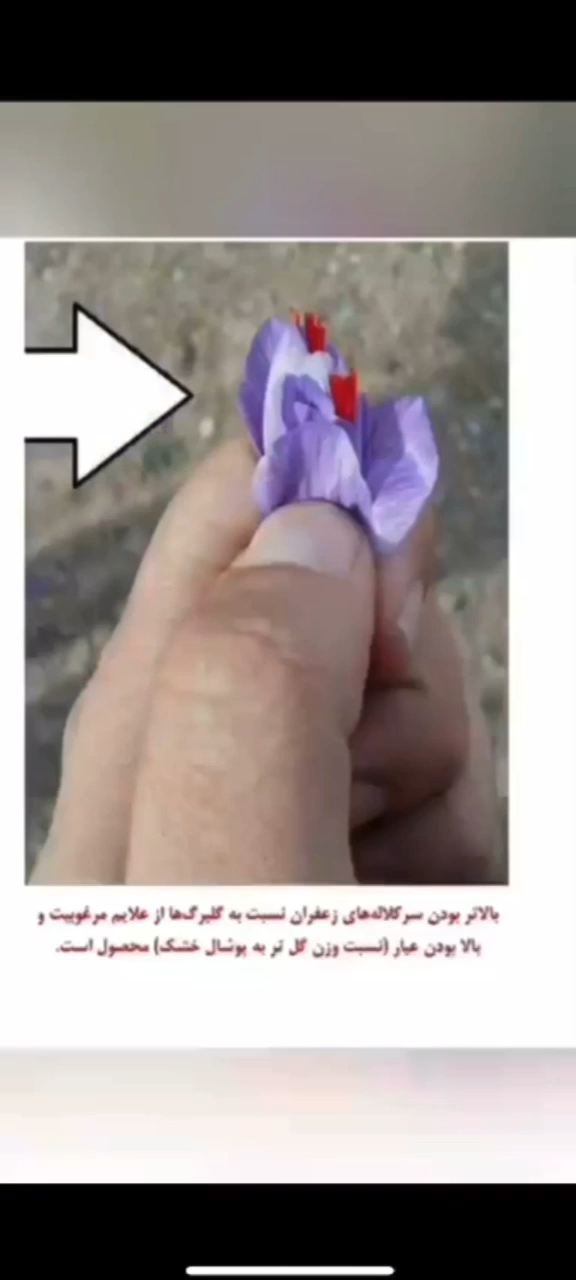 بالاتر بودن سرکلاله‌های زعفران نسبت به گلبرگ‌ها از علایم مرغوبیت و
بالا بودن عیار (نسبت وزن گل تر به پوشال خشک) محصول است.